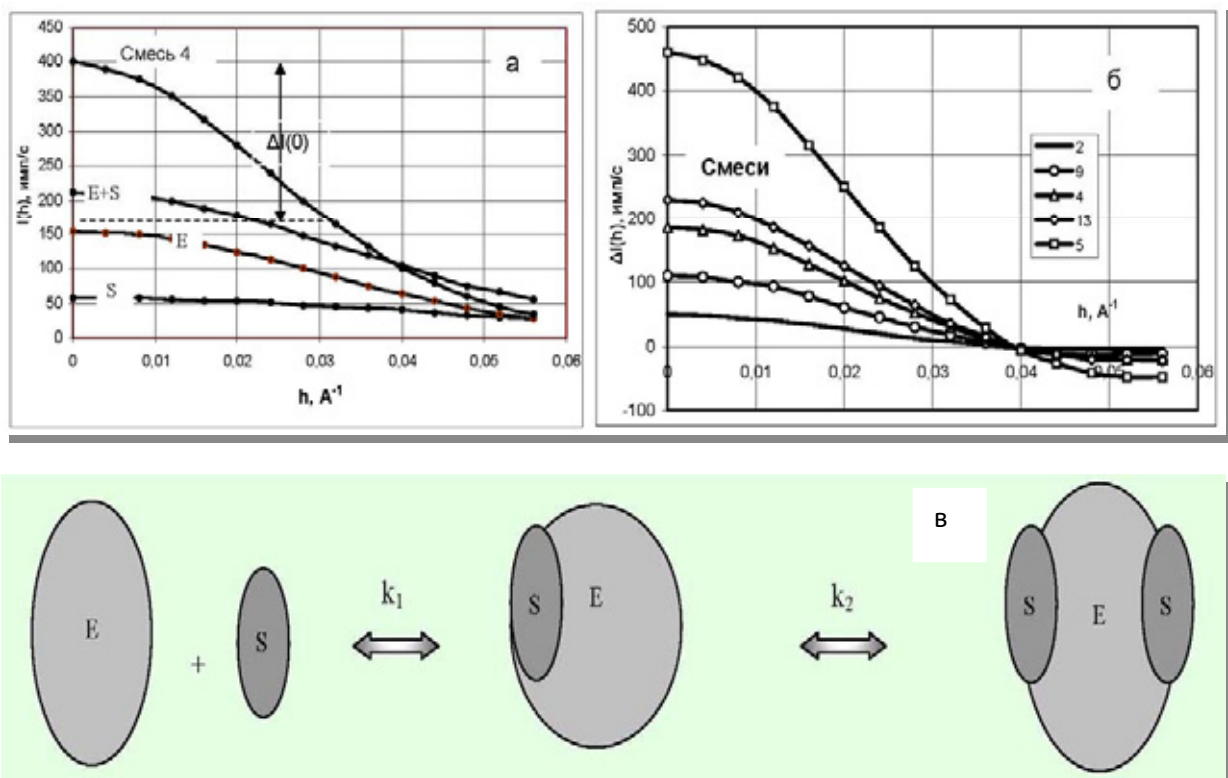 450
400
350
300
250
200
150
100
50
0
I(h), имп/с
Смесь 4
а
ΔI(0)
E+S
E
S
0
0,01
0,02
0,03
0,04
0,05
0,06
h, A⁻¹
500
400
300
200
100
0
-100
ΔI(h), имп/с
б
Смеси
2
9
4
13
5
h, A⁻¹
0
0,01
0,02
0,03
0,04
0,05
0,06
в
E
+
S
k₁
S E
k₂
S E S